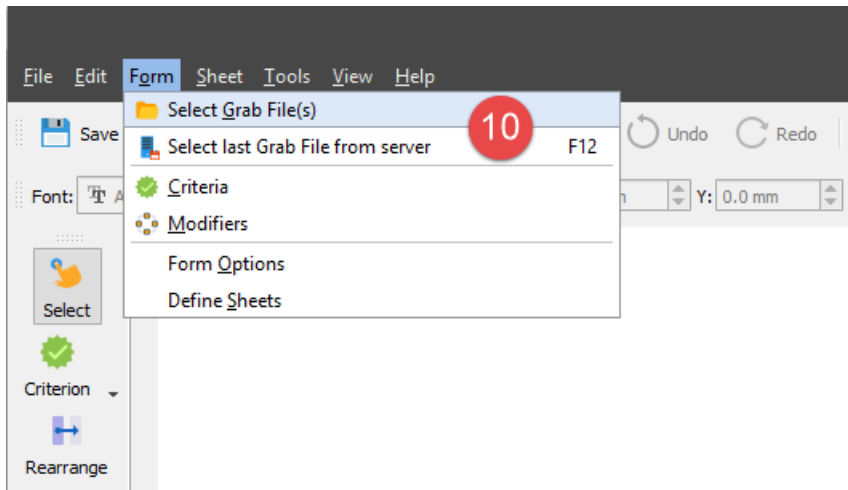 File Edit Form Sheet Tools View Help
Select Grab File(s)
10
Save
Select last Grab File from server F12
Undo Redo
Font: Y: 0.0 mm
Criteria
Modifiers
Form Options
Define Sheets
Select
Criterion
Rearrange